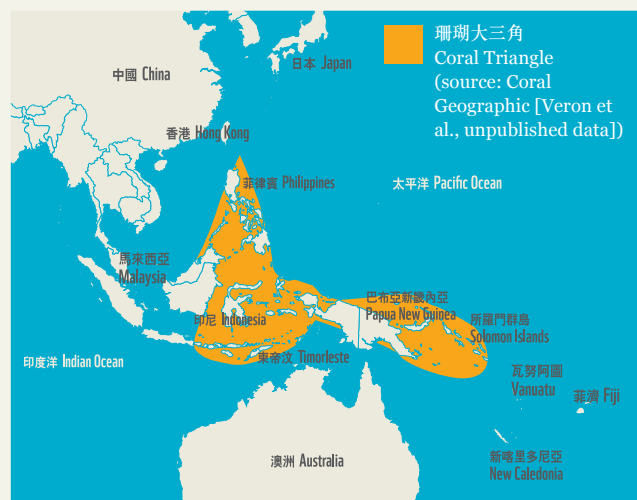 珊瑚大三角
Coral Triangle
(source: Coral
Geographic [Veron et
al., unpublished data])
日本 Japan
中國 China
香港 Hong Kong
菲律賓 Philippines
太平洋 Pacific Ocean
馬來西亞
Malaysia
巴布亞新畿內亞
Papua New Guinea
印尼 Indonesia
所羅門群島
Solomon Islands
東帝汶 Timorleste
印度洋 Indian Ocean
瓦努阿圖
Vanuatu
菲濟 Fiji
澳洲 Australia
新喀里多尼亞
New Caledonia